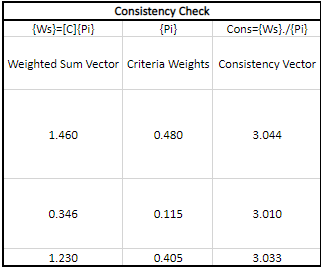 Consistency Check
{Ws}=[C]{Pi} {Pi} Cons={Ws}./{Pi}
Weighted Sum Vector Criteria Weights Consistency Vector
1.460 0.480 3.044
0.346 0.115 3.010
1.230 0.405 3.033